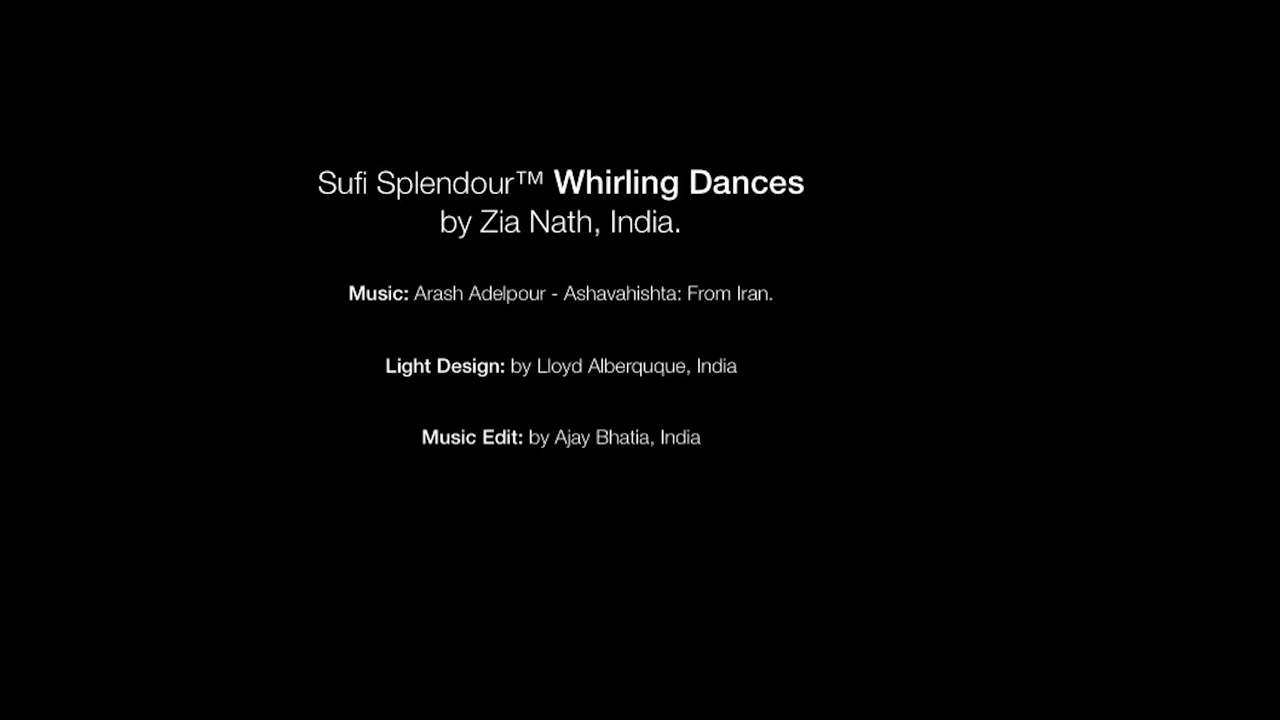 Sufi Splendour™ Whirling Dances
by Zia Nath, India.
Music: Arash Adelpour - Ashavahishta: From Iran.
Light Design: by Lloyd Alberquque, India
Music Edit: by Ajay Bhatia, India